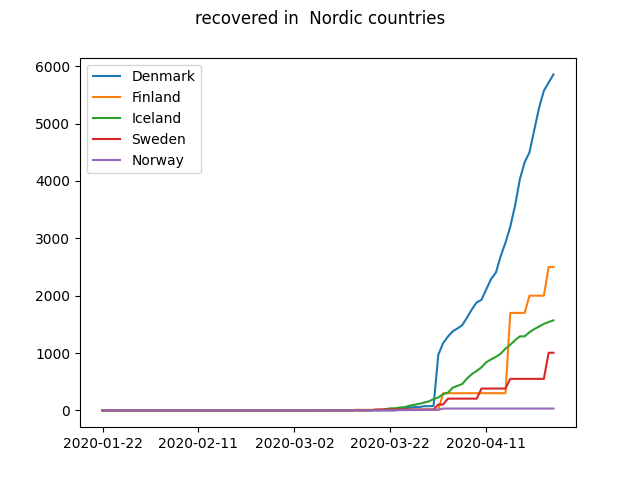 recovered in  Nordic countries
Denmark
Finland
Iceland
Sweden
Norway
6000
5000
4000
3000
2000
1000
0
2020-01-22 2020-02-11 2020-03-02 2020-03-22 2020-04-11